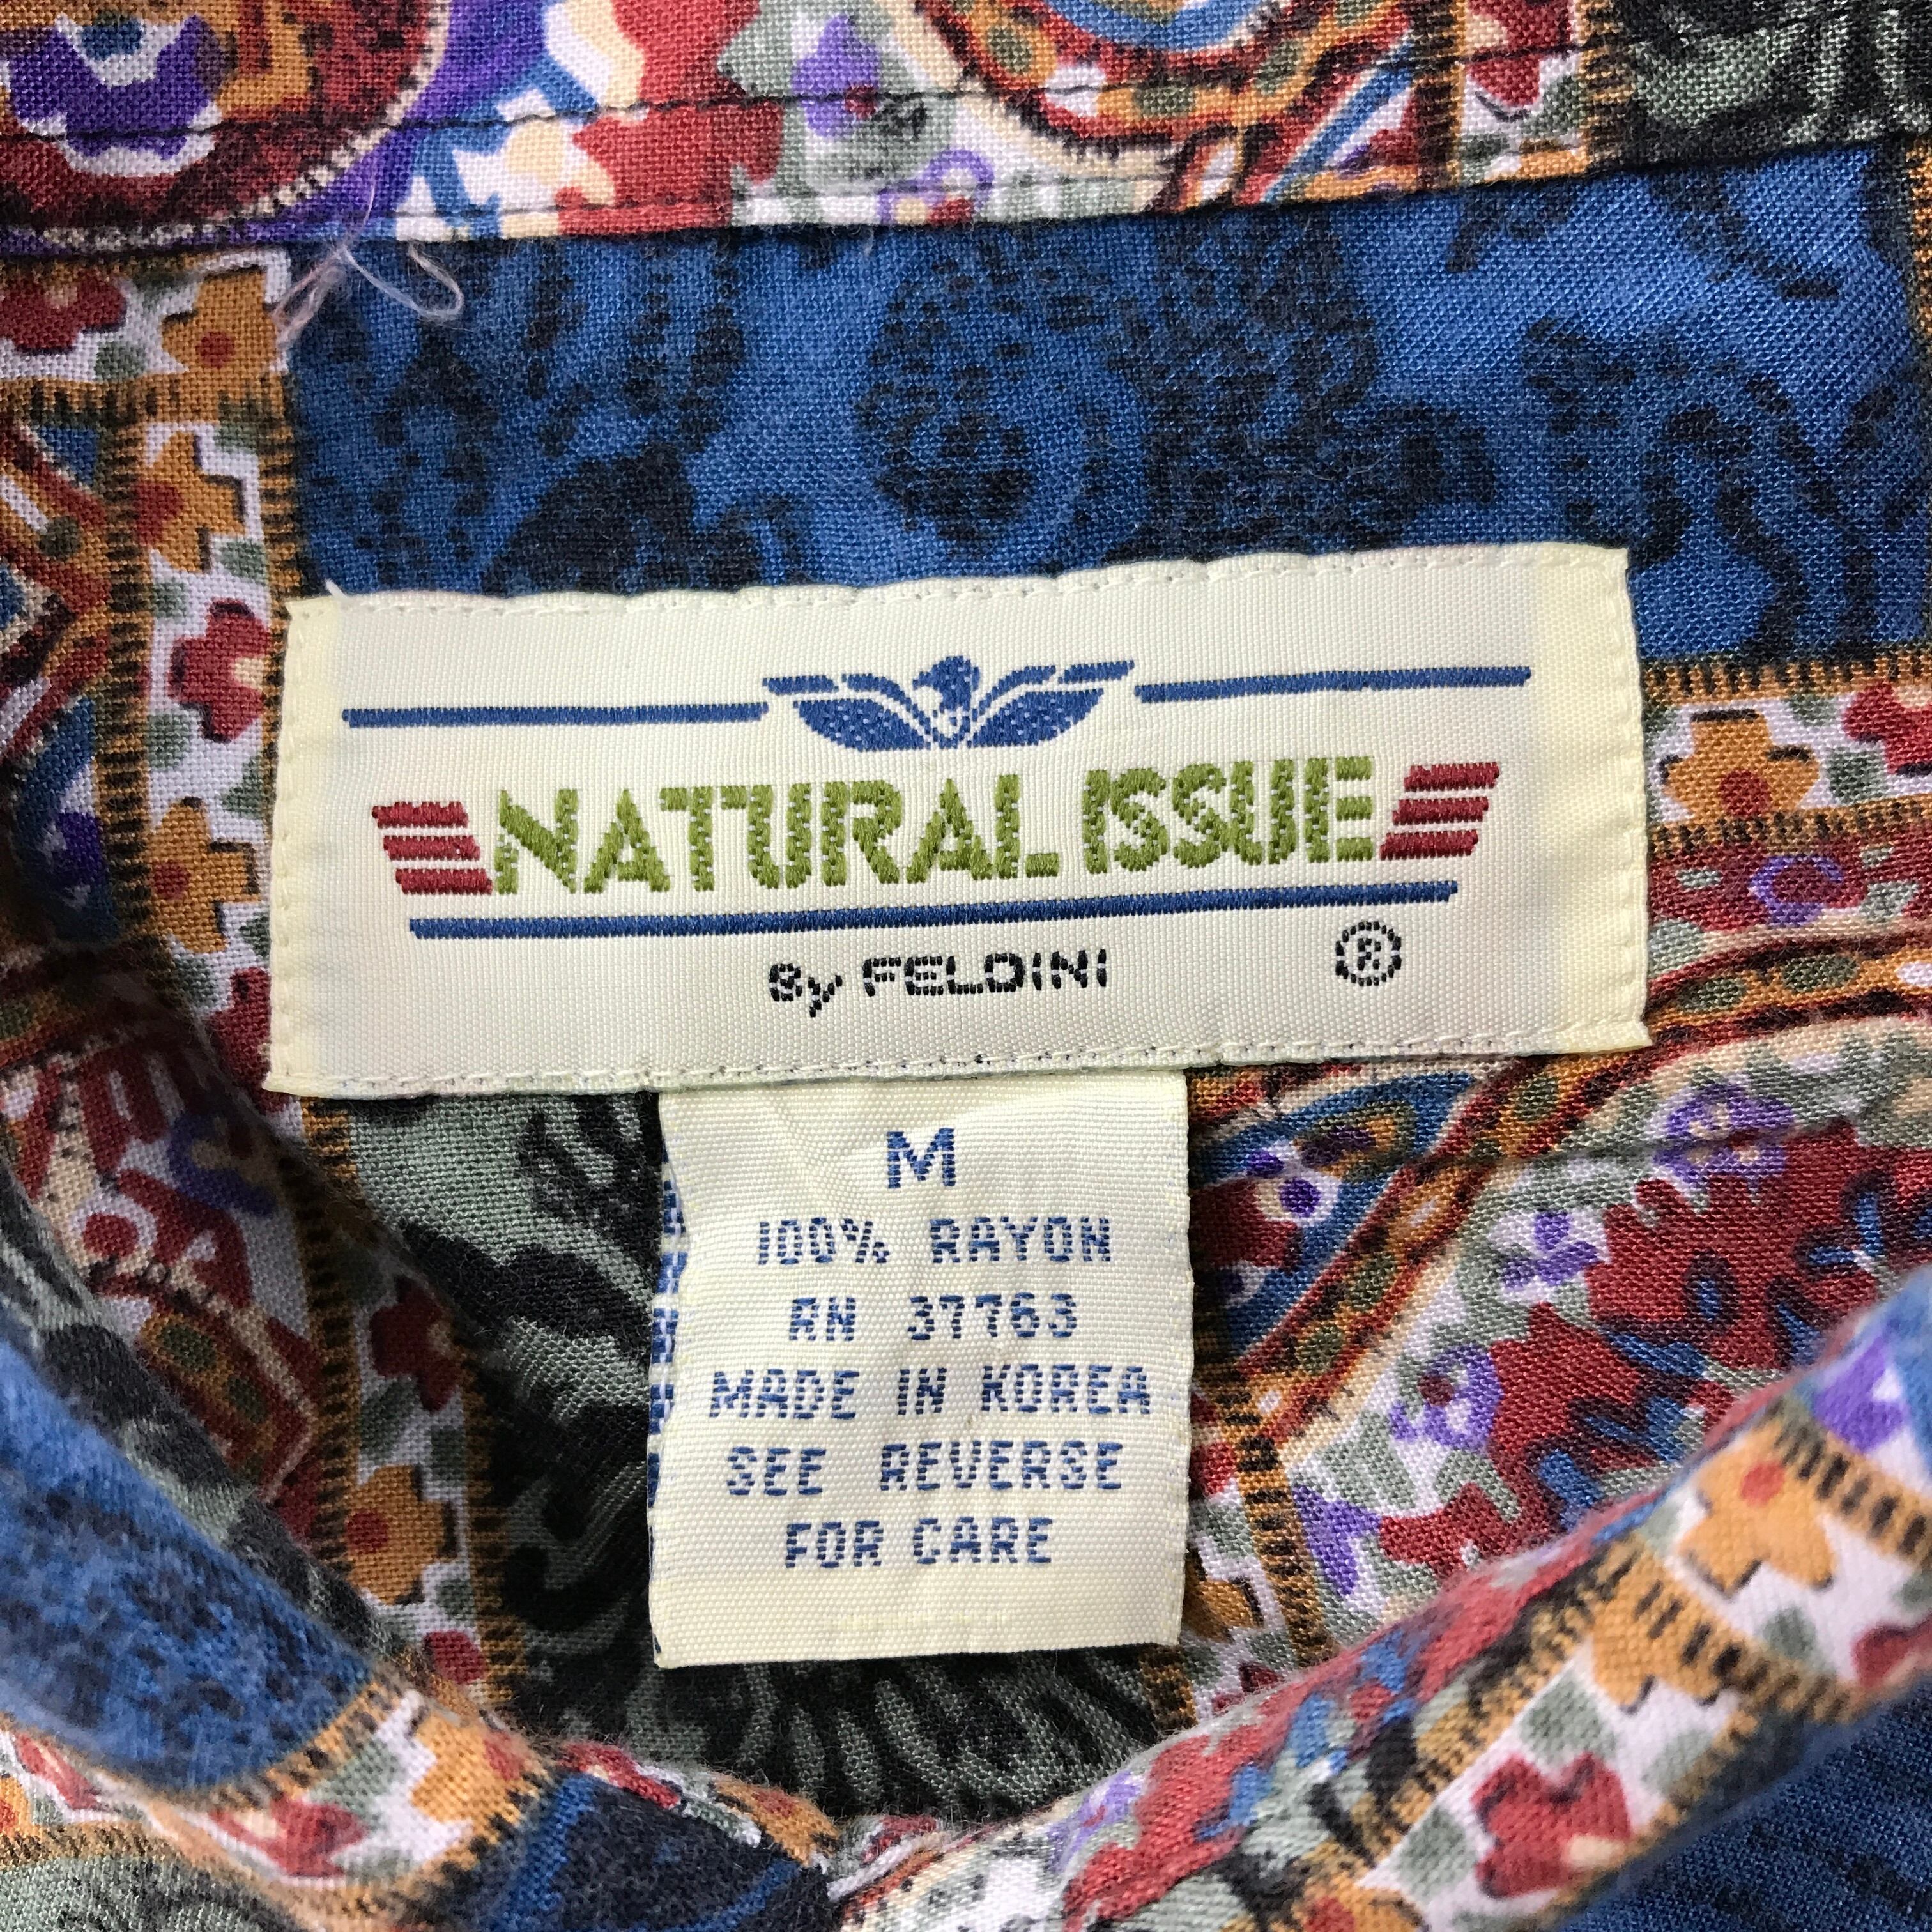 NATURAL ISSUE
By FELDINI ®
M
100% RAYON
RN 37763
MADE IN KOREA
SEE REVERSE
FOR CARE